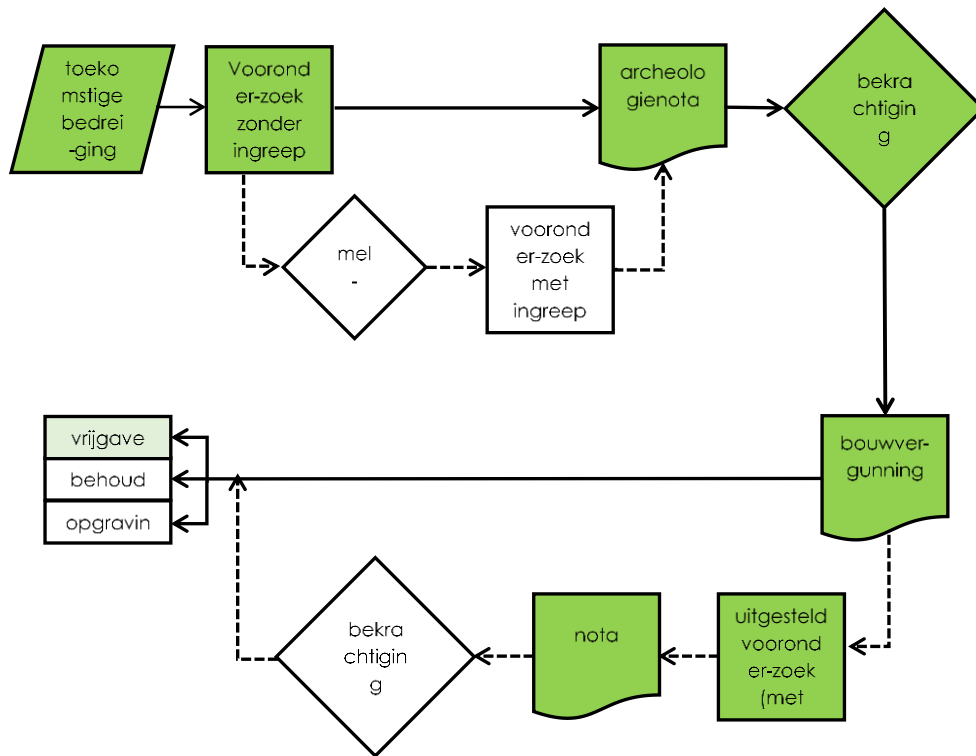 toeko
mstige
bedrei
-ging
Voorond
er-zoek
zonder
ingreep
archeolo
gienota
bekra
chtigin
g
mel
-
voorond
er-zoek
met
ingreep
vrijgave
behoud
opgravin
bouwver-
gunning
bekra
chtigin
g
nota
uitgesteld
voorond
er-zoek
(met